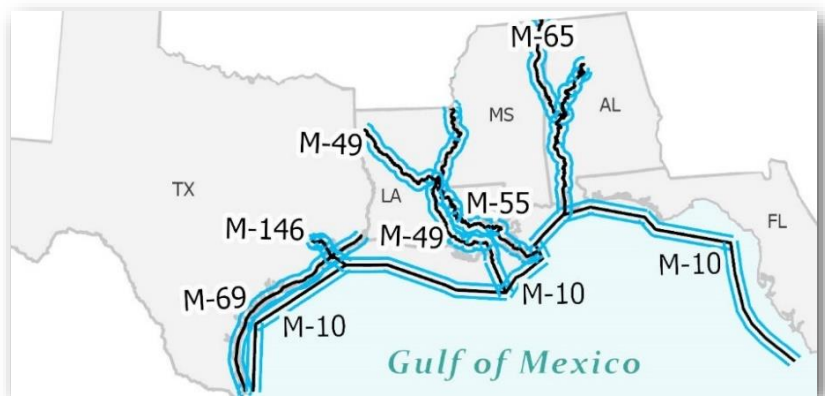 M-65
MS
AL
M-49
TX
LA
M-55
M-146
M-49
FL
M-10
M-69
M-10
M-10
Gulf of Mexico